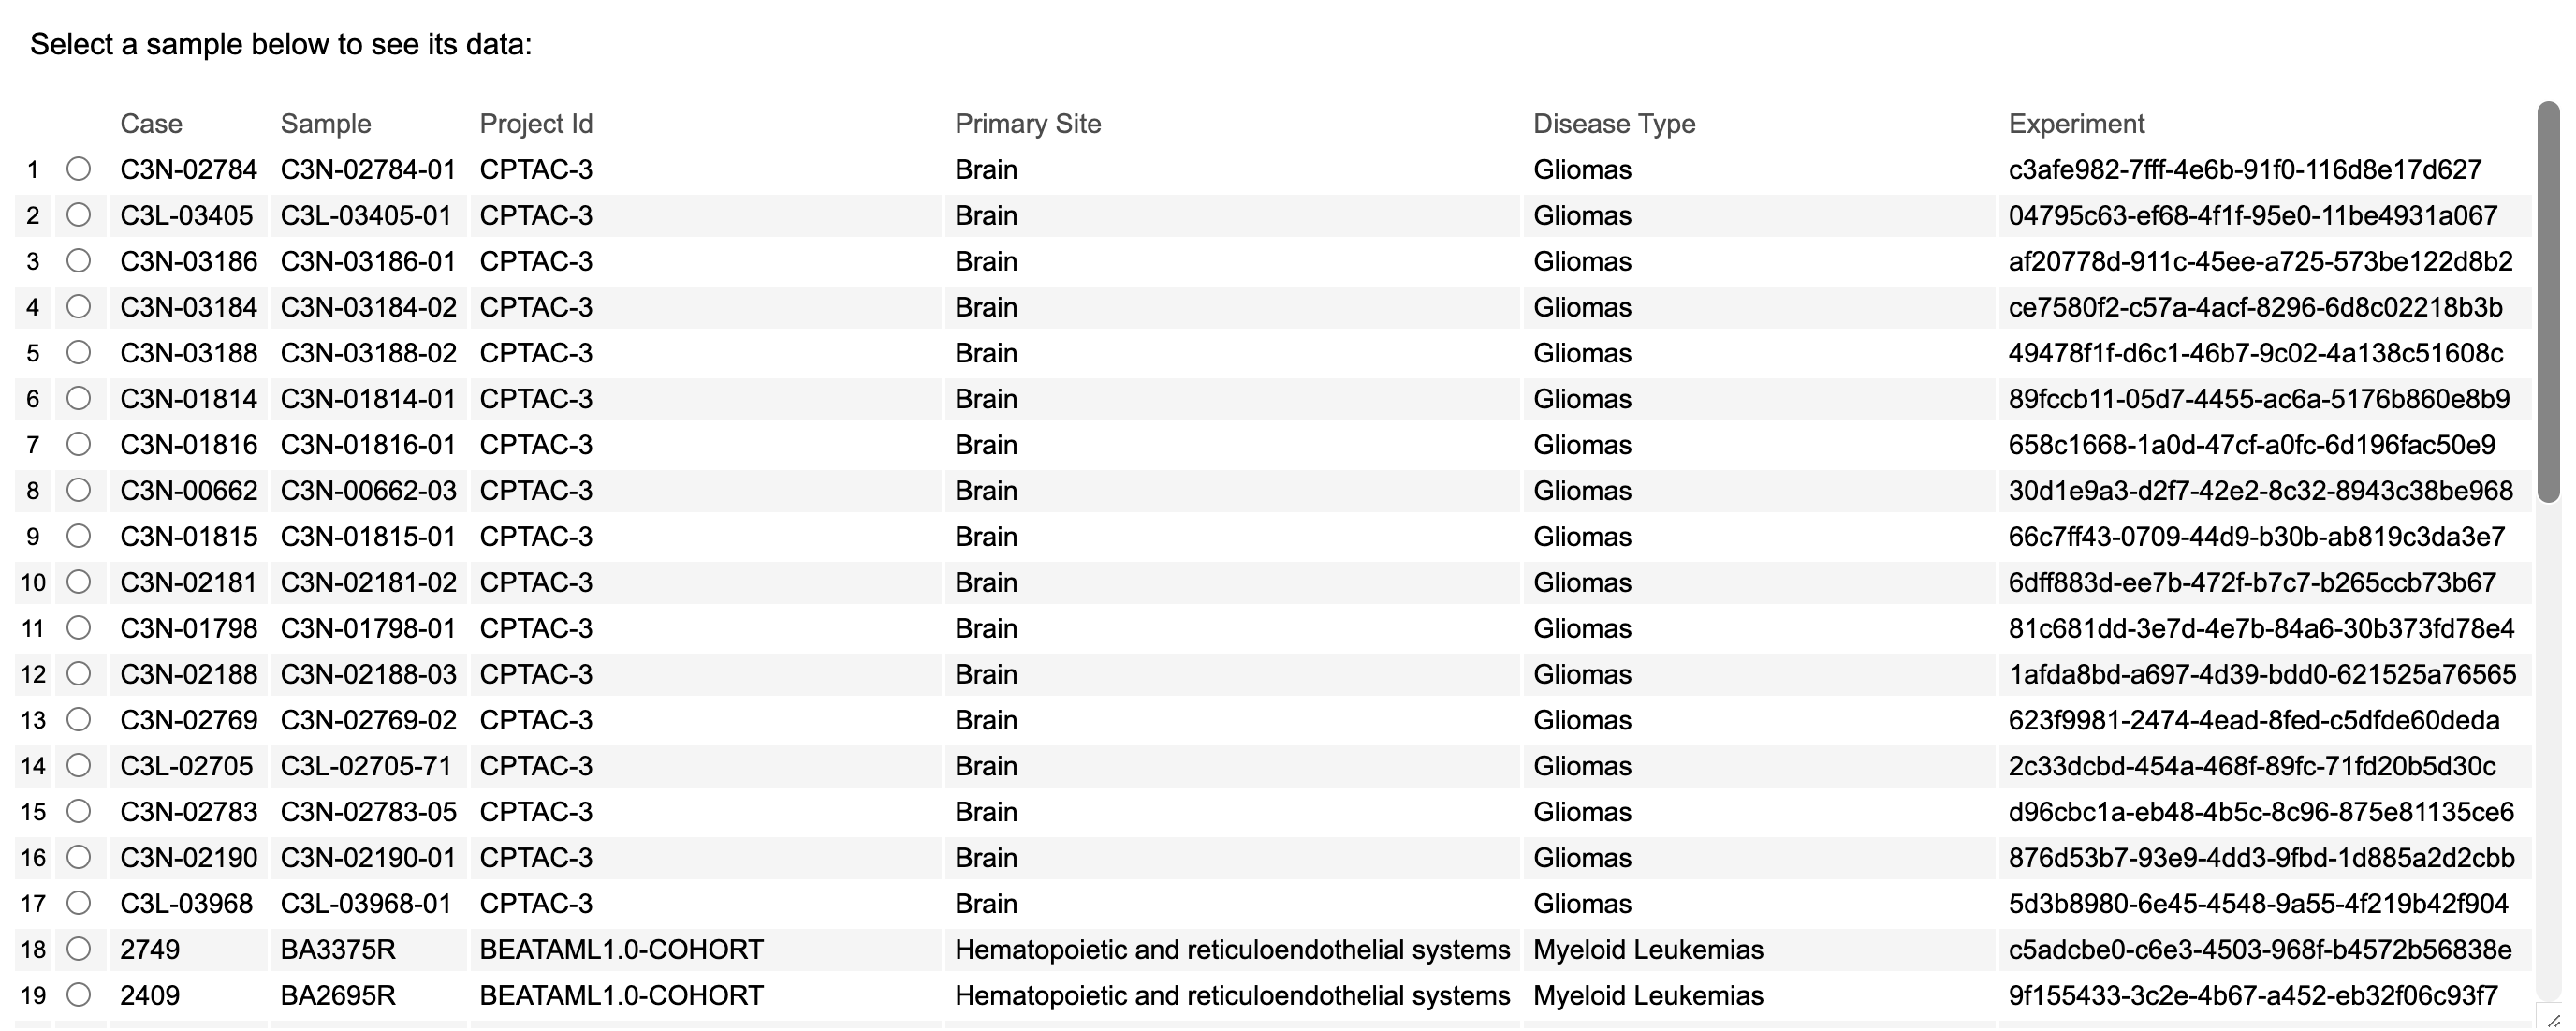 Select a sample below to see its data:
Case Sample Project Id Primary Site Disease Type Experiment
1 C3N-02784 C3N-02784-01 CPTAC-3 Brain Gliomas c3afe982-7fff-4e6b-91f0-116d8e17d627
2 C3L-03405 C3L-03405-01 CPTAC-3 Brain Gliomas 04795c63-ef68-4f1f-95e0-11be4931a067
3 C3N-03186 C3N-03186-01 CPTAC-3 Brain Gliomas af20778d-911c-45ee-a725-573be122d8b2
4 C3N-03184 C3N-03184-02 CPTAC-3 Brain Gliomas ce7580f2-c57a-4acf-8296-6d8c02218b3b
5 C3N-03188 C3N-03188-02 CPTAC-3 Brain Gliomas 49478f1f-d6c1-46b7-9c02-4a138c51608c
6 C3N-01814 C3N-01814-01 CPTAC-3 Brain Gliomas 89fccb11-05d7-4455-ac6a-5176b860e8b9
7 C3N-01816 C3N-01816-01 CPTAC-3 Brain Gliomas 658c1668-1a0d-47cf-a0fc-6d196fac50e9
8 C3N-00662 C3N-00662-03 CPTAC-3 Brain Gliomas 30d1e9a3-d2f7-42e2-8c32-8943c38be968
9 C3N-01815 C3N-01815-01 CPTAC-3 Brain Gliomas 66c7ff43-0709-44d9-b30b-ab819c3da3e7
10 C3N-02181 C3N-02181-02 CPTAC-3 Brain Gliomas 6dff883d-ee7b-472f-b7c7-b265ccb73b67
11 C3N-01798 C3N-01798-01 CPTAC-3 Brain Gliomas 81c681dd-3e7d-4e7b-84a6-30b373fd78e4
12 C3N-02188 C3N-02188-03 CPTAC-3 Brain Gliomas 1afda8bd-a697-4d39-bdd0-621525a76565
13 C3N-02769 C3N-02769-02 CPTAC-3 Brain Gliomas 623f9981-2474-4ead-8fed-c5dfde60deda
14 C3L-02705 C3L-02705-71 CPTAC-3 Brain Gliomas 2c33dcbd-454a-468f-89fc-71fd20b5d30c
15 C3N-02783 C3N-02783-05 CPTAC-3 Brain Gliomas d96cbc1a-eb48-4b5c-8c96-875e81135ce6
16 C3N-02190 C3N-02190-01 CPTAC-3 Brain Gliomas 876d53b7-93e9-4dd3-9fbd-1d885a2d2cbb
17 C3L-03968 C3L-03968-01 CPTAC-3 Brain Gliomas 5d3b8980-6e45-4548-9a55-4f219b42f904
18 2749 BA3375R BEATAML1.0-COHORT Hematopoietic and reticuloendothelial systems Myeloid Leukemias c5adcbe0-c6e3-4503-968f-b4572b56838e
19 2409 BA2695R BEATAML1.0-COHORT Hematopoietic and reticuloendothelial systems Myeloid Leukemias 9f155433-3c2e-4b67-a452-eb32f06c93f7